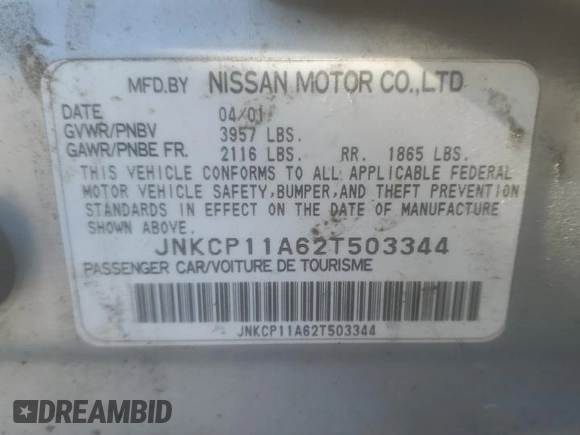 MFD.BY NISSAN MOTOR CO.,LTD
DATE 04/01
GVWR/PNBV 3957 LBS.
GAWR/PNBE FR. 2116 LBS. RR. 1865 LBS.
THIS VEHICLE CONFORMS TO ALL APPLICABLE FEDERAL
MOTOR VEHICLE SAFETY,BUMPER,AND THEFT PREVENTION
STANDARDS IN EFFECT ON THE DATE OF MANUFACTURE
SHOWN ABOVE.
JNKCP11A62T503344
PASSENGER CAR/VOITURE DE TOURISME
JNKCP11A62T503344
DREAMBID